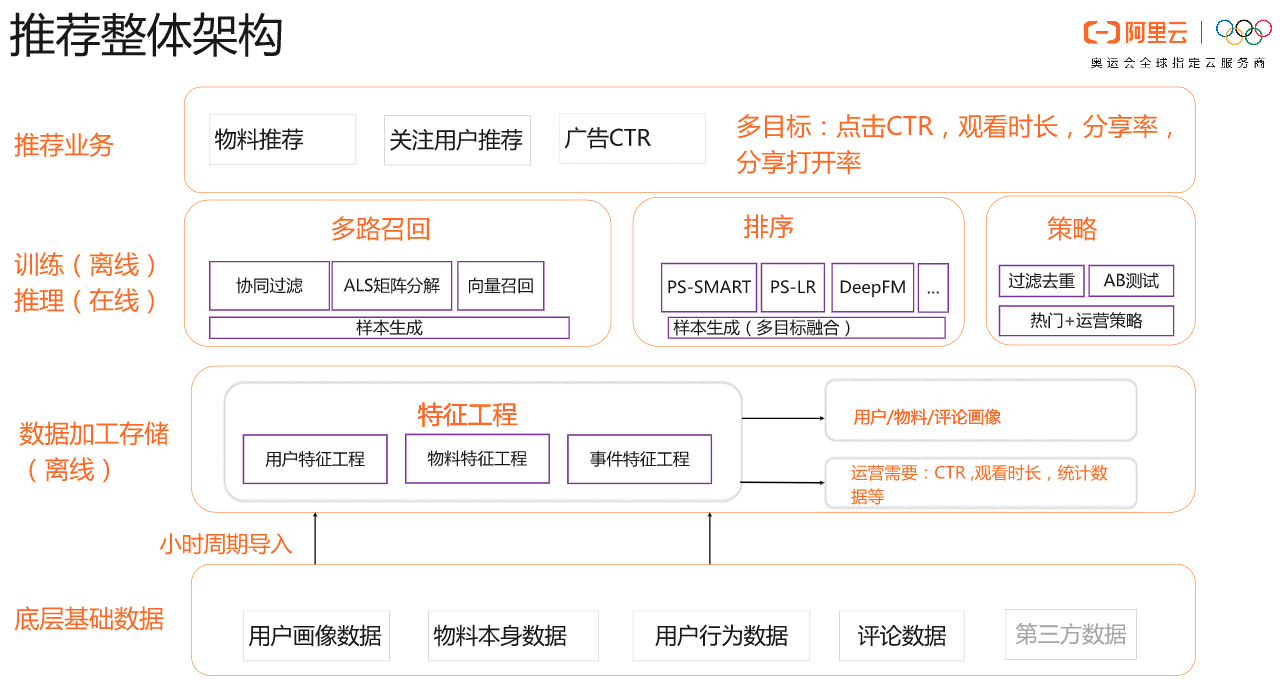 推荐整体架构
阿里云
奥运会全球指定云服务商
推荐业务
物料推荐
关注用户推荐
广告CTR
多目标：点击CTR，观看时长，分享率，
分享打开率
训练（离线）
推理（在线）
多路召回
协同过滤
ALS矩阵分解
向量召回
样本生成
排序
PS-SMART
PS-LR
DeepFM
...
样本生成（多目标融合）
策略
过滤去重
AB测试
热门+运营策略
数据加工存储
（离线）
特征工程
用户特征工程
物料特征工程
事件特征工程
用户/物料/评论画像
运营需要：CTR ,观看时长，统计数
据等
小时周期导入
底层基础数据
用户画像数据
物料本身数据
用户行为数据
评论数据
第三方数据